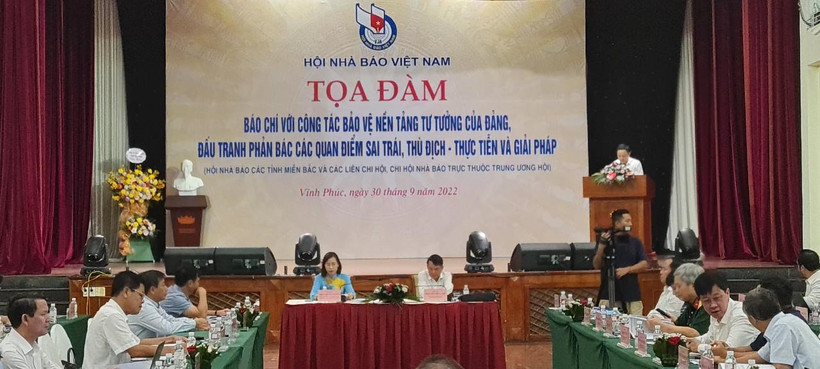 HỘI NHÀ BÁO VIỆT NAM
TỌA ĐÀM
BÁO CHÍ VỚI CÔNG TÁC BẢO VỆ NỀN TẢNG TƯ TƯỞNG CỦA ĐẢNG,
ĐẤU TRANH PHẢN BÁC CÁC QUAN ĐIỂM SAI TRÁI, THÙ ĐỊCH - THỰC TIỄN VÀ GIẢI PHÁP
(HỘI NHÀ BÁO CÁC TỈNH MIỀN BẮC VÀ CÁC LIÊN CHI HỘI, CHI HỘI NHÀ BÁO TRỰC THUỘC TRUNG ƯƠNG HỘI)
Vĩnh Phúc, ngày 30 tháng 9 năm 2022